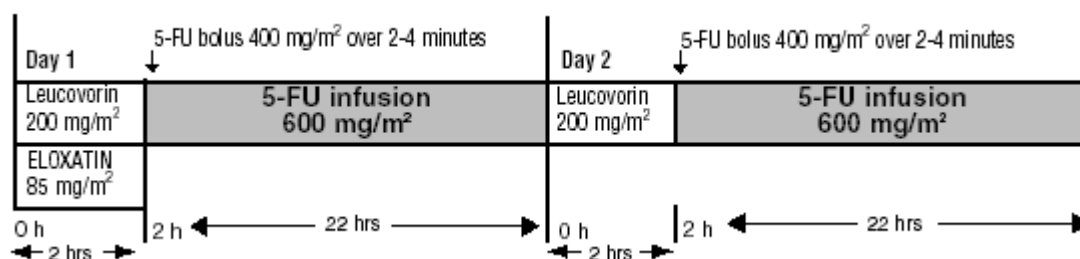 5-FU bolus 400 mg/m² over 2-4 minutes
5-FU bolus 400 mg/m² over 2-4 minutes
Day 1
Day 2
Leucovorin
200 mg/m²
5-FU infusion
600 mg/m²
Leucovorin
200 mg/m²
5-FU infusion
600 mg/m²
ELOXATIN
85 mg/m²
0 h
2 h
22 hrs
0 h
2 h
22 hrs
2 hrs
2 hrs